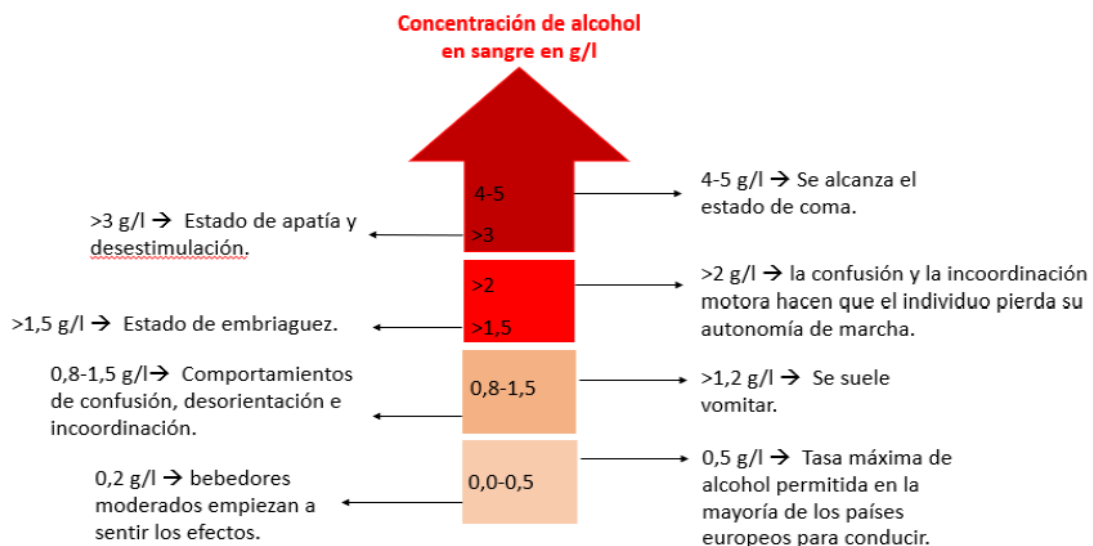 Concentración de alcohol
en sangre en g/l
4-5
4-5 g/l → Se alcanza el
estado de coma.
>3 g/l → Estado de apatía y
desestimulación.
>3
>2
>2 g/l → la confusión y la incoordinación
motora hacen que el individuo pierda su
autonomía de marcha.
>1,5 g/l → Estado de embriaguez.
>1,5
0,8-1,5 g/l→ Comportamientos
de confusión, desorientación e
incoordinación.
0,8-1,5
>1,2 g/l → Se suele
vomitar.
0,2 g/l → bebedores
moderados empiezan a
sentir los efectos.
0,0-0,5
0,5 g/l → Tasa máxima de
alcohol permitida en la
mayoría de los países
europeos para conducir.